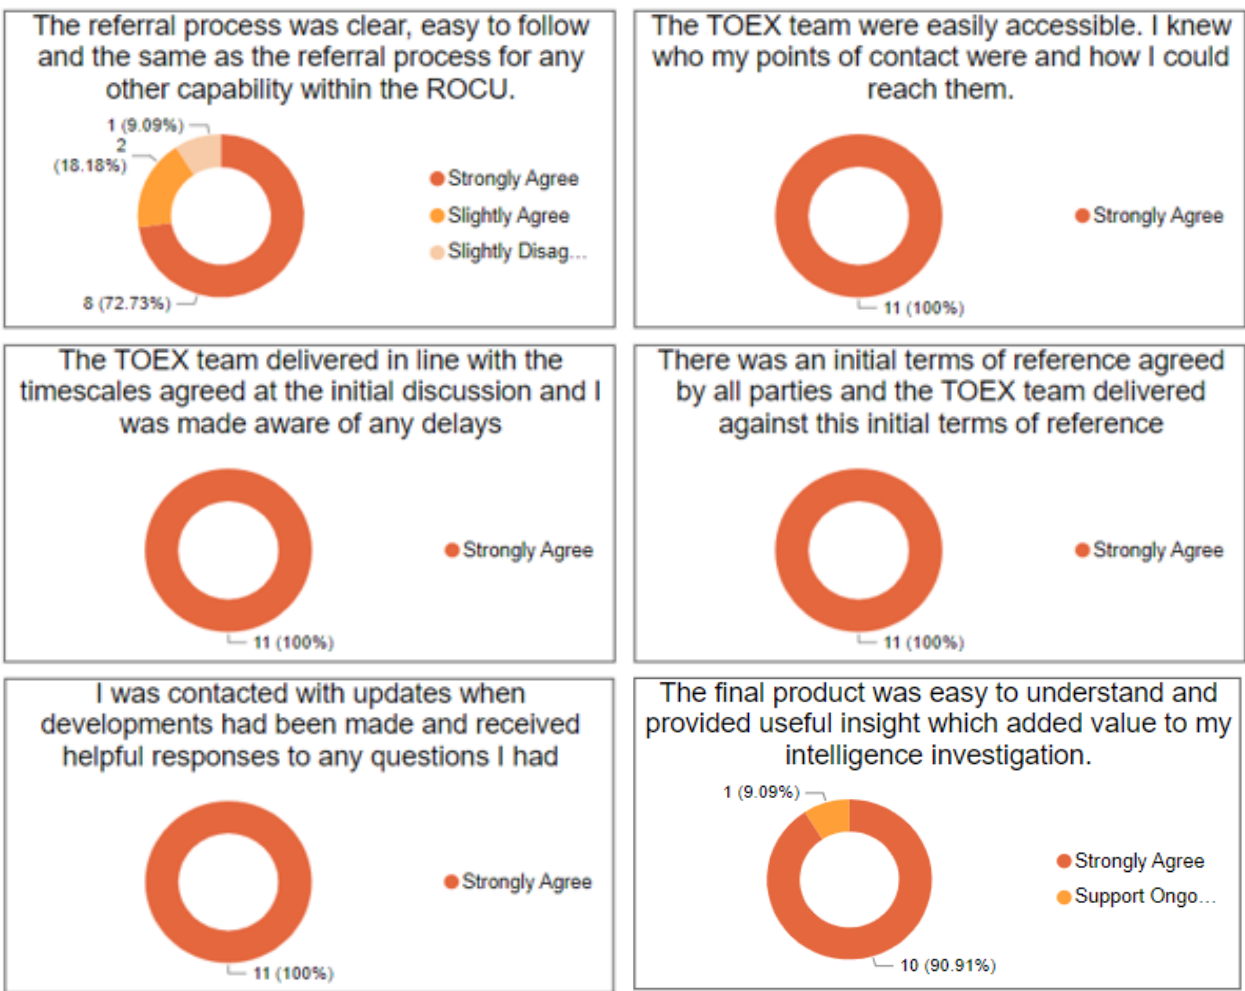 The referral process was clear, easy to follow
and the same as the referral process for any
other capability within the ROCU.
1 (9.09%)
2
(18.18%)
Strongly Agree
Slightly Agree
Slightly Disag...
8 (72.73%)
The TOEX team were easily accessible. I knew
who my points of contact were and how I could
reach them.
Strongly Agree
11 (100%)
The TOEX team delivered in line with the
timescales agreed at the initial discussion and I
was made aware of any delays
Strongly Agree
11 (100%)
There was an initial terms of reference agreed
by all parties and the TOEX team delivered
against this initial terms of reference
Strongly Agree
11 (100%)
I was contacted with updates when
developments had been made and received
helpful responses to any questions I had
Strongly Agree
11 (100%)
The final product was easy to understand and
provided useful insight which added value to my
intelligence investigation.
1 (9.09%)
Strongly Agree
Support Ongo...
10 (90.91%)